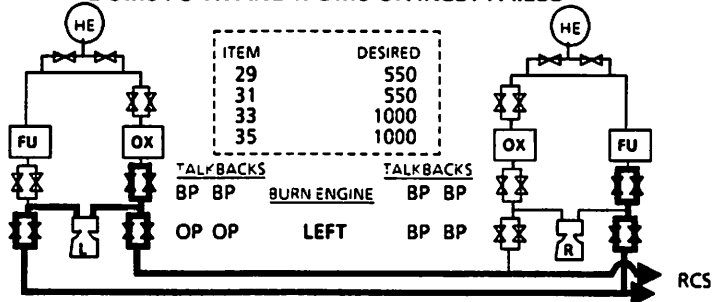 HE HE
ITEM DESIRED
29 550
31 550
33 1000
35 1000
FU OX OX FU
TALKBACKS TALKBACKS
BP BP BURN ENGINE BP BP
OP OP LEFT BP BP
L R
RCS